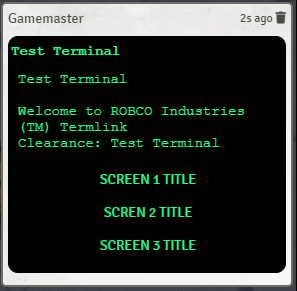 Gamemaster 2s ago
Test Terminal
Test Terminal
Welcome to ROBCO Industries
(TM) Termlink
Clearance: Test Terminal
SCREEN 1 TITLE
SCREN 2 TITLE
SCREEN 3 TITLE